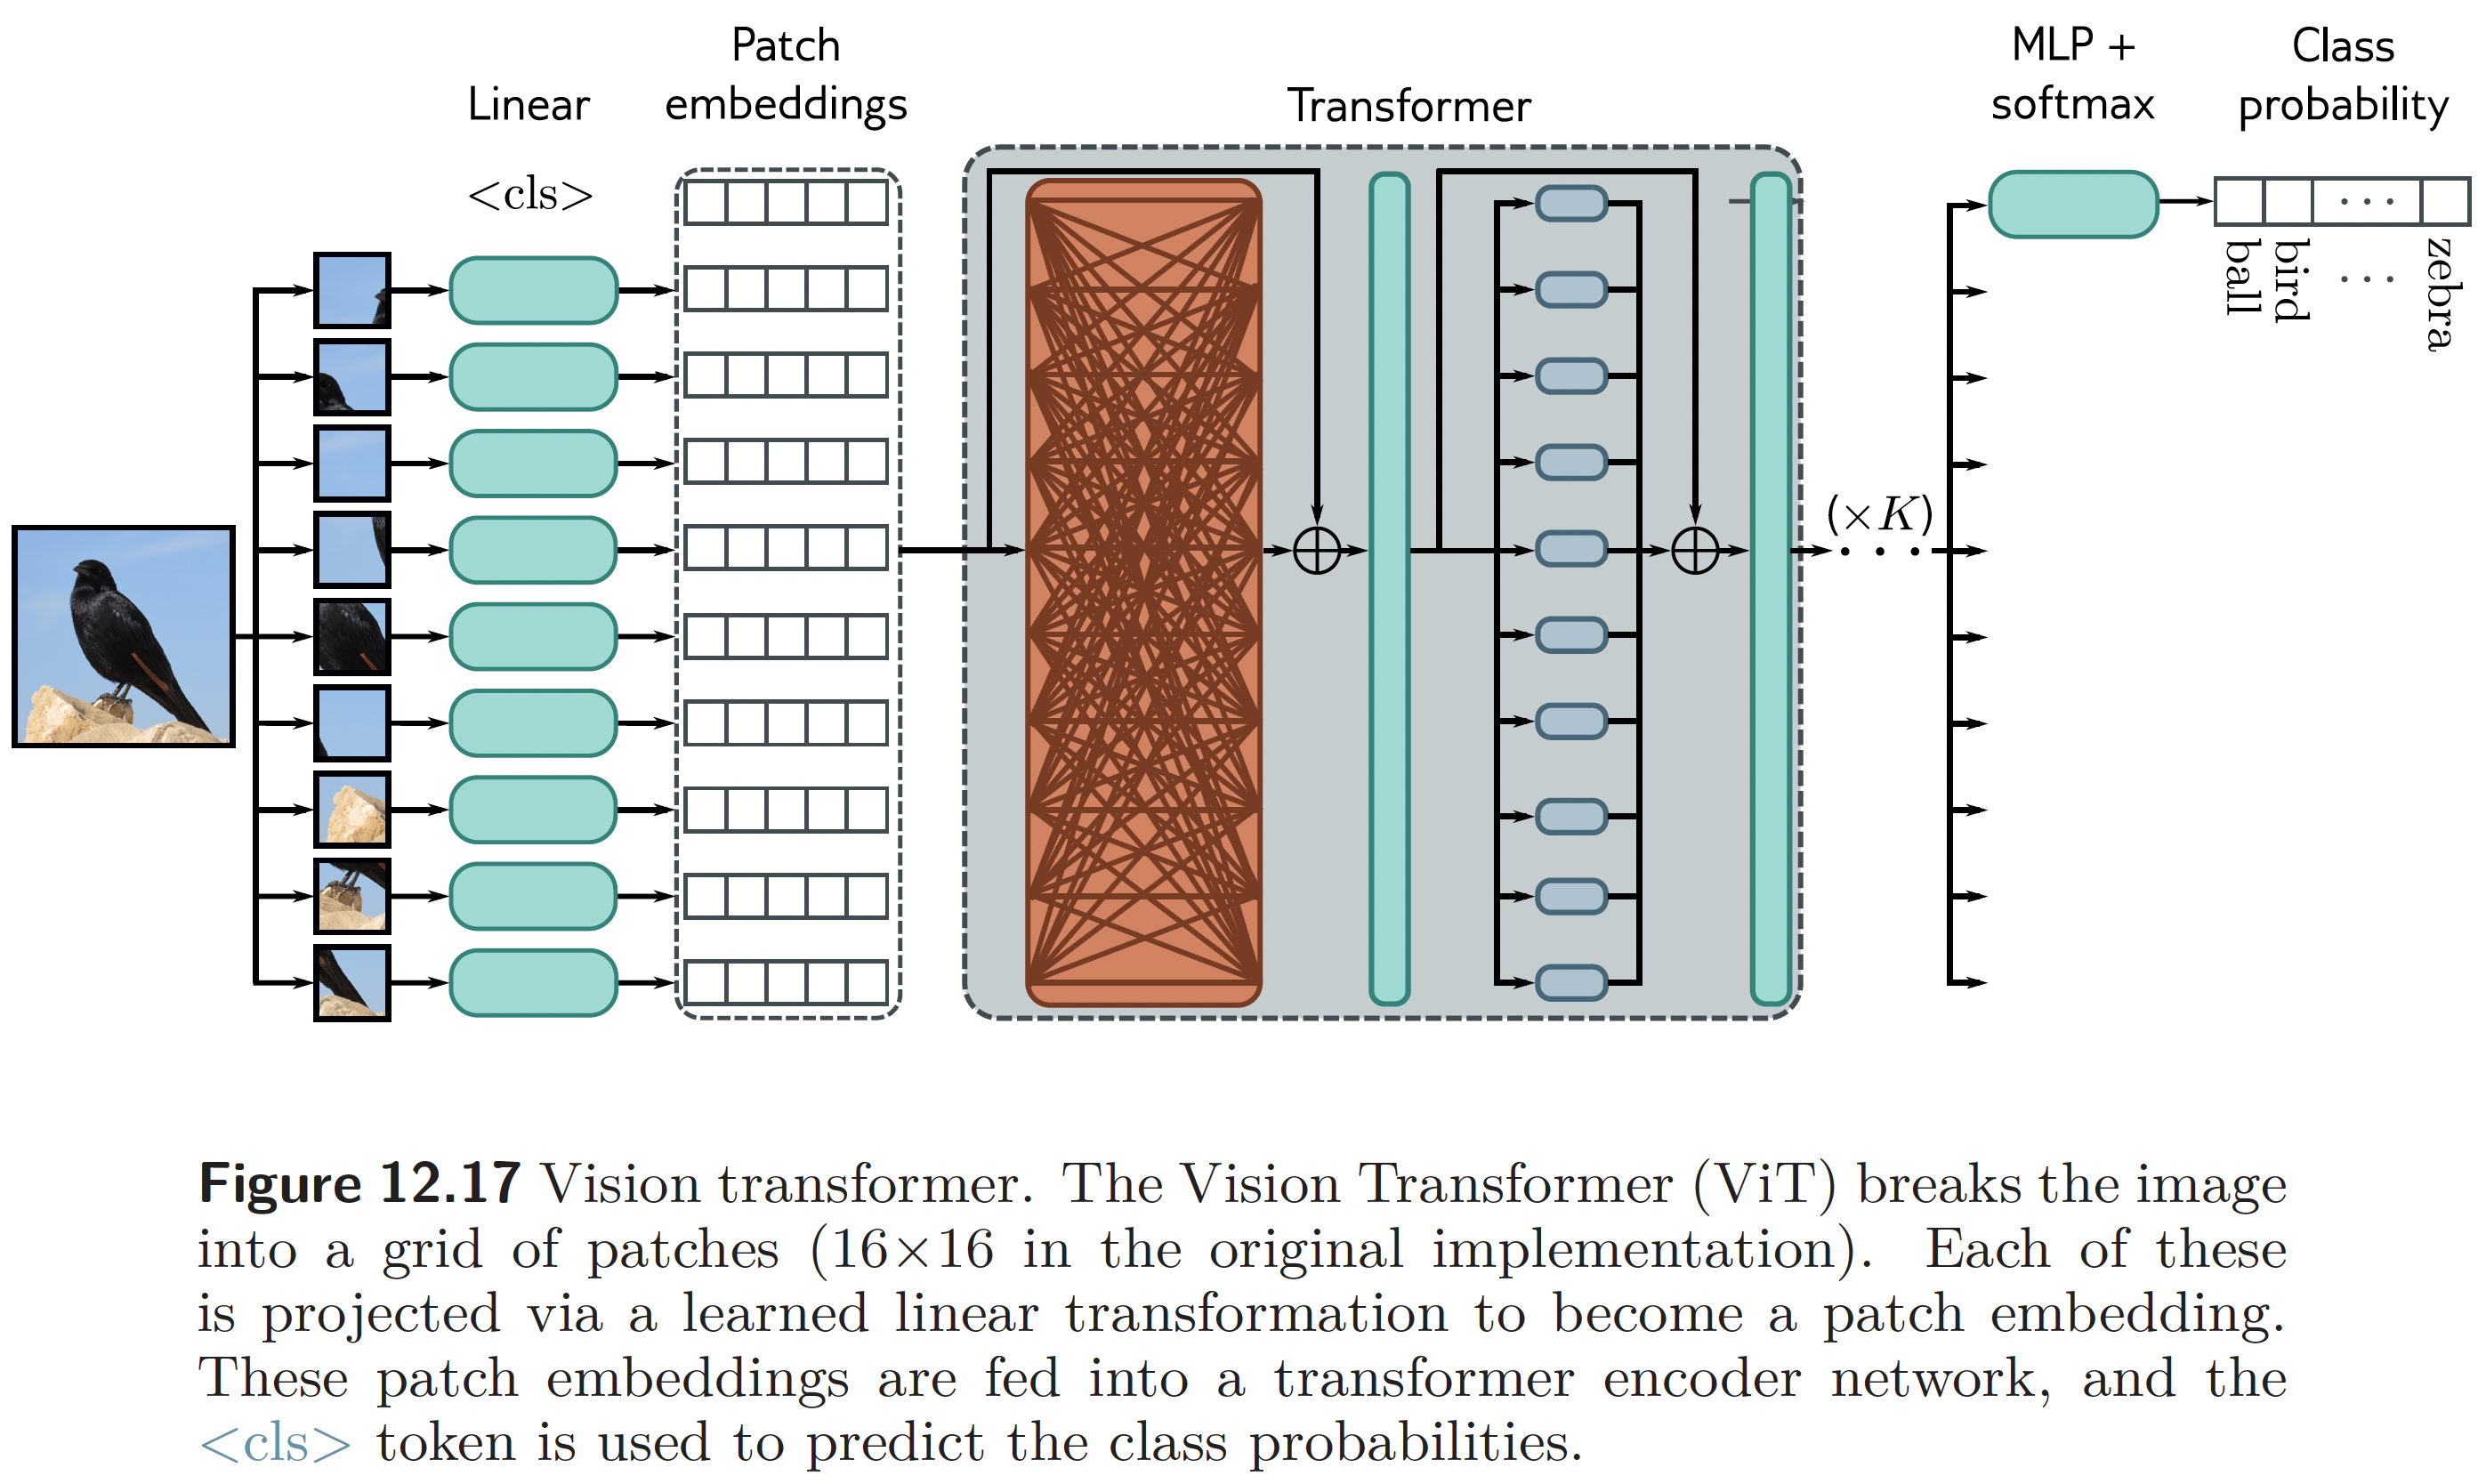 Linear
Patch
embeddings
Transformer
MLP +
softmax
Class
probability
<cls>
(×K)
· · ·
ball
bird
· · ·
zebra
Figure 12.17 Vision transformer. The Vision Transformer (ViT) breaks the image
into a grid of patches (16×16 in the original implementation). Each of these
is projected via a learned linear transformation to become a patch embedding.
These patch embeddings are fed into a transformer encoder network, and the
<cls> token is used to predict the class probabilities.